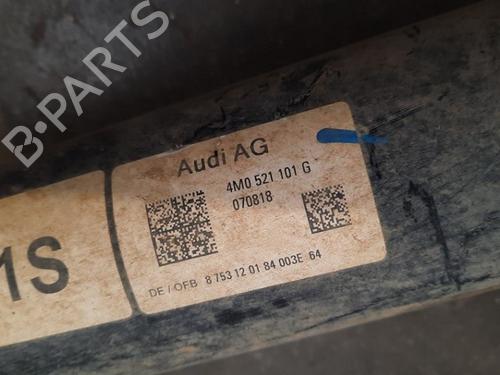 B-PARTS
Audi AG
4M0 521 101 G
070818
1S
DE / OFB 8 753 12 01 84 003E 64